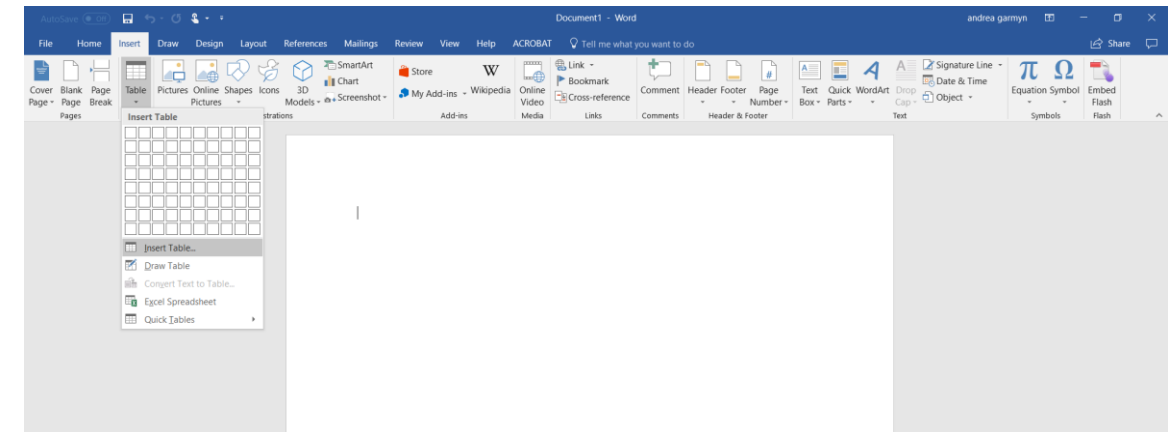 AutoSave Off Document1 - Word andrea garmyn
File Home Insert Draw Design Layout References Mailings Review View Help ACROBAT Tell me what you want to do Share
Cover Page Blank Page Page Break
Pages
Table
Pictures Online Pictures Shapes Icons 3D Models SmartArt Chart Screenshot
strations
Store My Add-ins Wikipedia
Add-ins
Online Video
Media
Link Bookmark Cross-reference
Links
Comment
Comments
Header Footer Page Number
Header & Footer
Text Box Quick Parts WordArt Drop Cap Signature Line Date & Time Object
Text
π Ω
Equation Symbol
Symbols
Embed Flash
Flash
Insert Table
Insert Table...
Draw Table
Convert Text to Table...
Excel Spreadsheet
Quick Tables